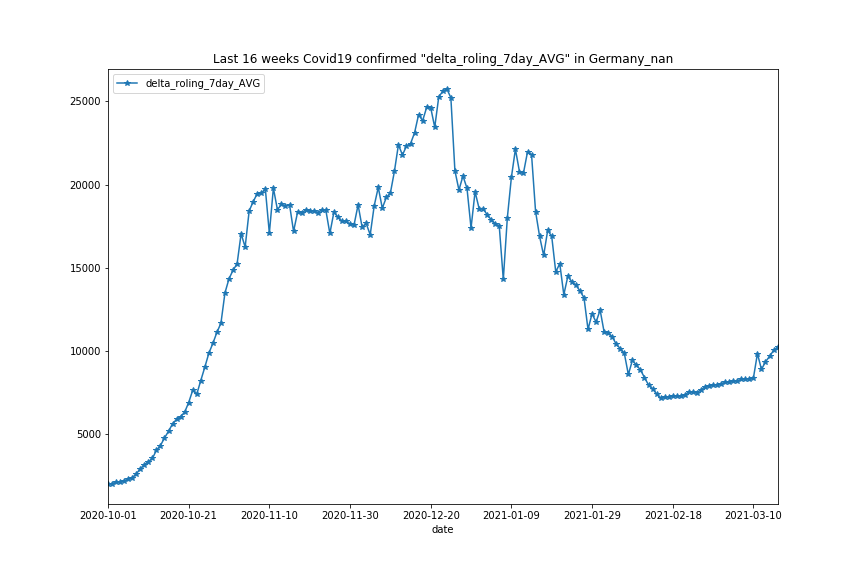 Last 16 weeks Covid19 confirmed "delta_roling_7day_AVG" in Germany_nan
delta_roling_7day_AVG
25000
20000
15000
10000
5000
2020-10-01 2020-10-21 2020-11-10 2020-11-30 2020-12-20 2021-01-09 2021-01-29 2021-02-18 2021-03-10
date